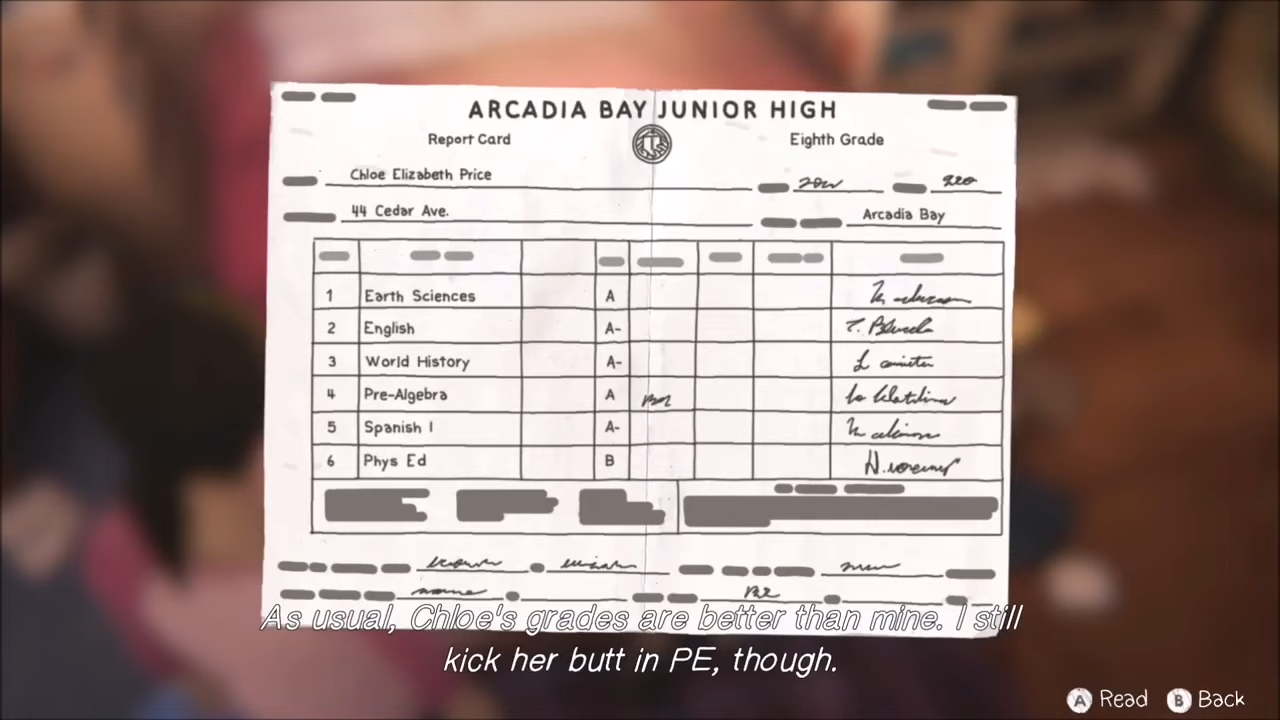 ARCADIA BAY JUNIOR HIGH
Report Card
Eighth Grade
Chloe Elizabeth Price
44 Cedar Ave.
Arcadia Bay
1 Earth Sciences A
2 English A-
3 World History A-
4 Pre-Algebra A
5 Spanish I A-
6 Phys Ed B
As usual, Chloe's grades are better than mine. I still
kick her butt in PE, though.
A Read B Back